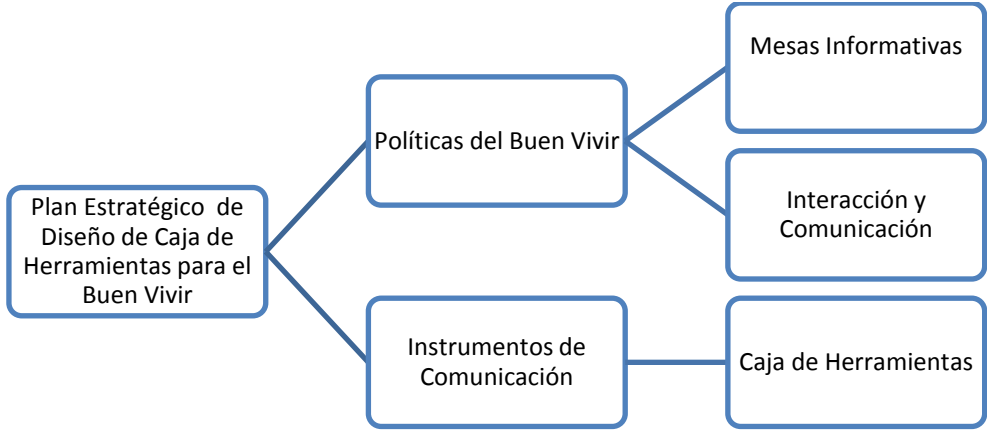 Plan Estratégico de
Diseño de Caja de
Herramientas para el
Buen Vivir
Políticas del Buen Vivir
Mesas Informativas
Interacción y
Comunicación
Instrumentos de
Comunicación
Caja de Herramientas